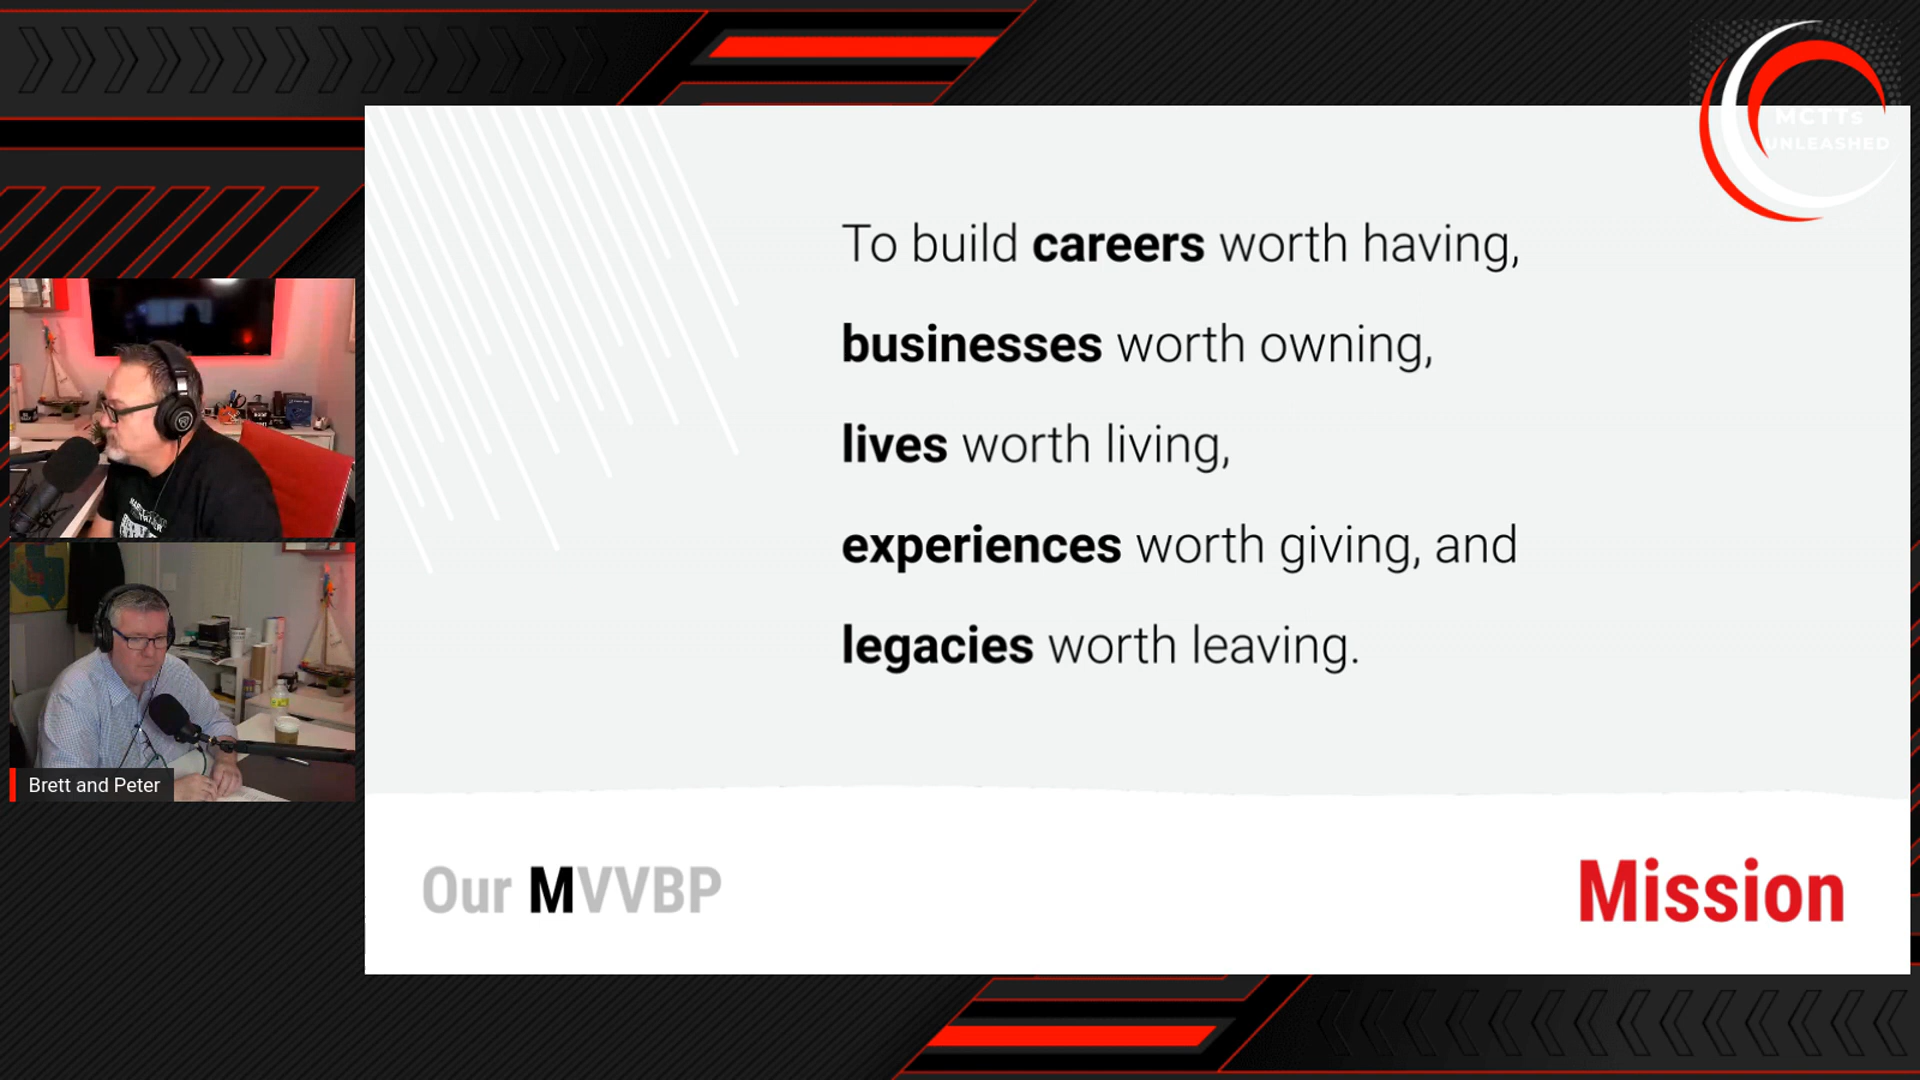 MCTTs
UNLEASHED
To build careers worth having,
businesses worth owning,
lives worth living,
experiences worth giving, and
legacies worth leaving.
Brett and Peter
Our MVVBP
Mission